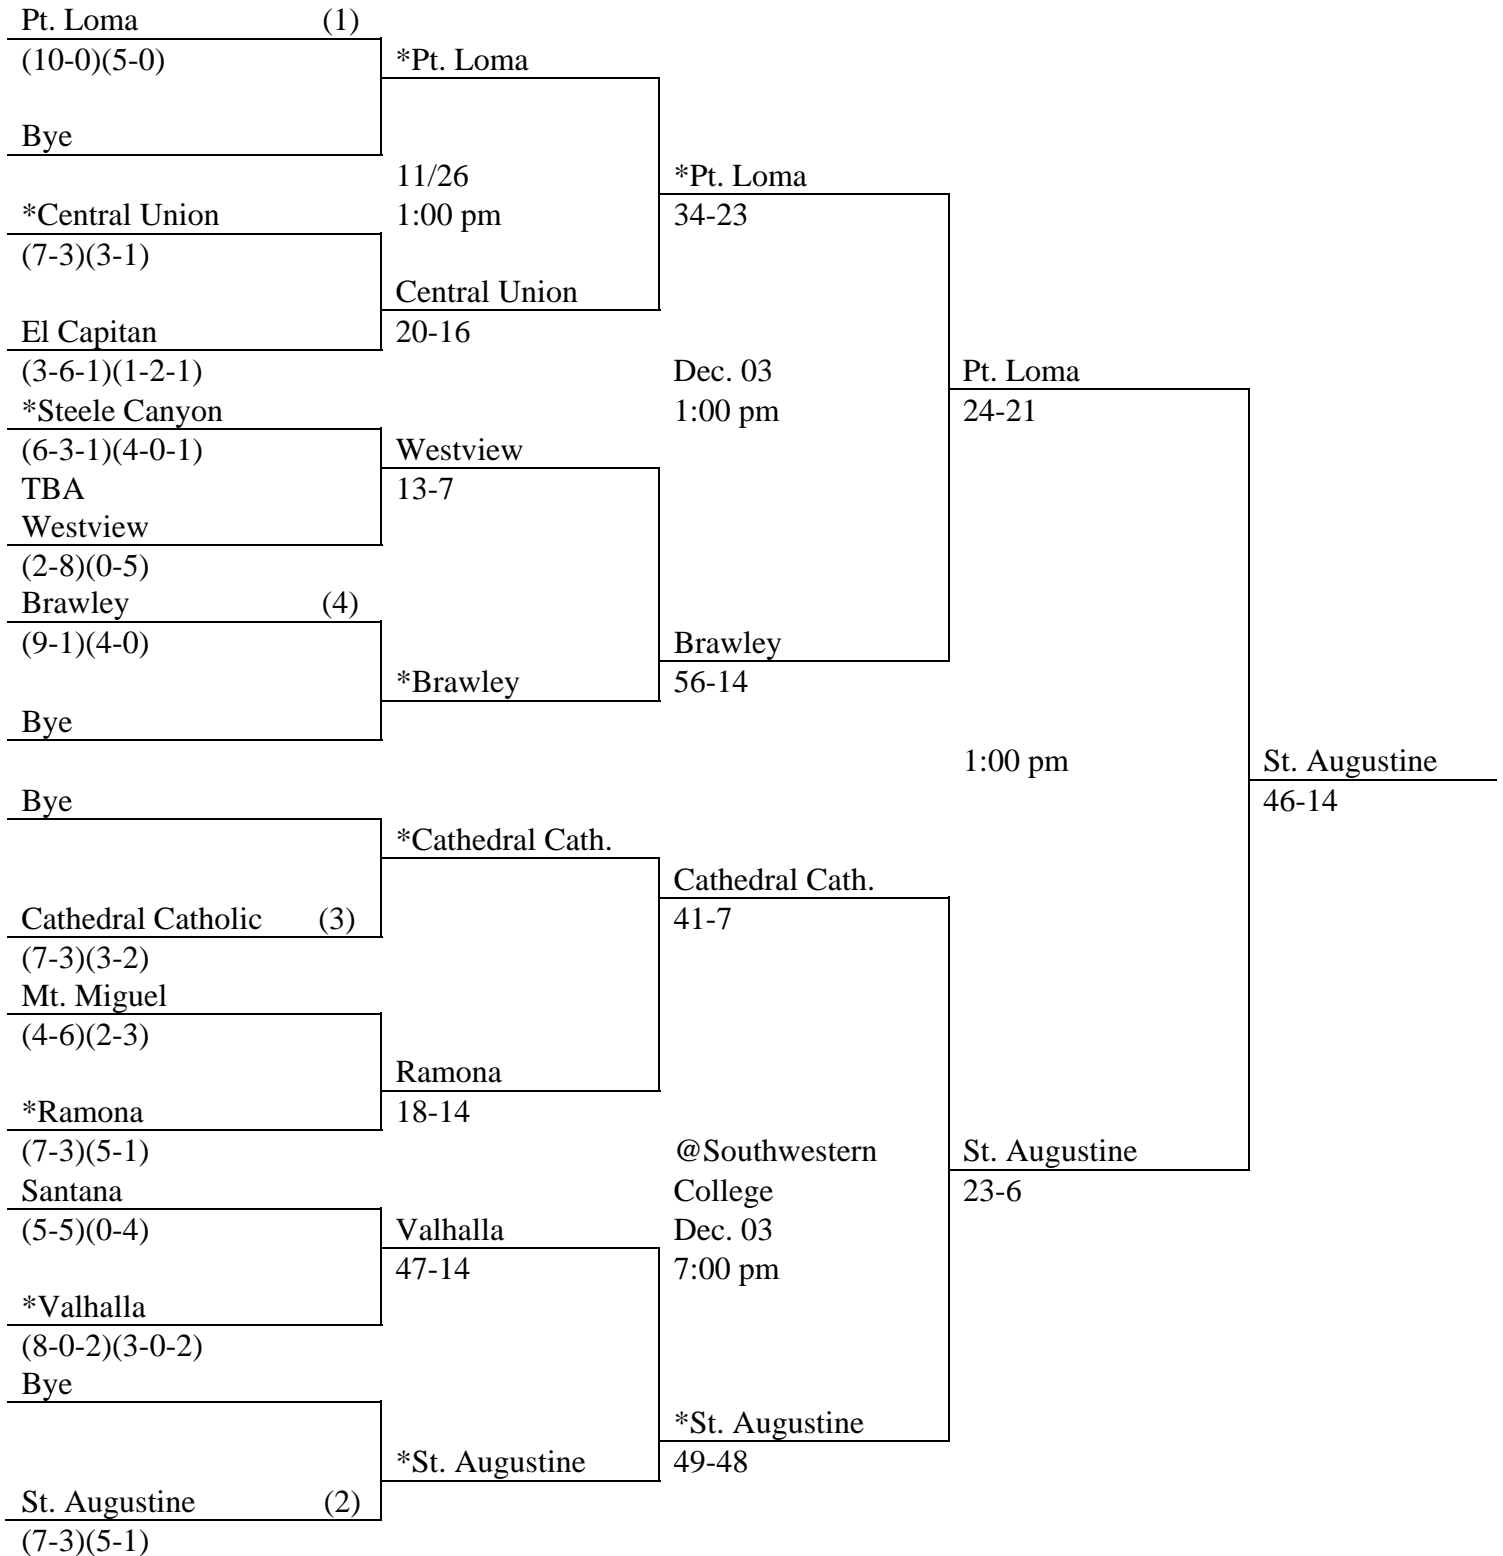 Pt. Loma (1)
(10-0)(5-0)
*Pt. Loma
Bye
11/26
*Pt. Loma
*Central Union
1:00 pm
34-23
(7-3)(3-1)
Central Union
El Capitan
20-16
(3-6-1)(1-2-1)
Dec. 03
Pt. Loma
*Steele Canyon
1:00 pm
24-21
(6-3-1)(4-0-1)
Westview
TBA
13-7
Westview
(2-8)(0-5)
Brawley (4)
(9-1)(4-0)
Brawley
*Brawley
56-14
Bye
1:00 pm
St. Augustine
Bye
46-14
*Cathedral Cath.
Cathedral Cath.
Cathedral Catholic (3)
41-7
(7-3)(3-2)
Mt. Miguel
(4-6)(2-3)
Ramona
*Ramona
18-14
(7-3)(5-1)
@Southwestern
St. Augustine
Santana
College
23-6
(5-5)(0-4)
Valhalla
Dec. 03
47-14
7:00 pm
*Valhalla
(8-0-2)(3-0-2)
Bye
*St. Augustine
*St. Augustine
49-48
St. Augustine (2)
(7-3)(5-1)